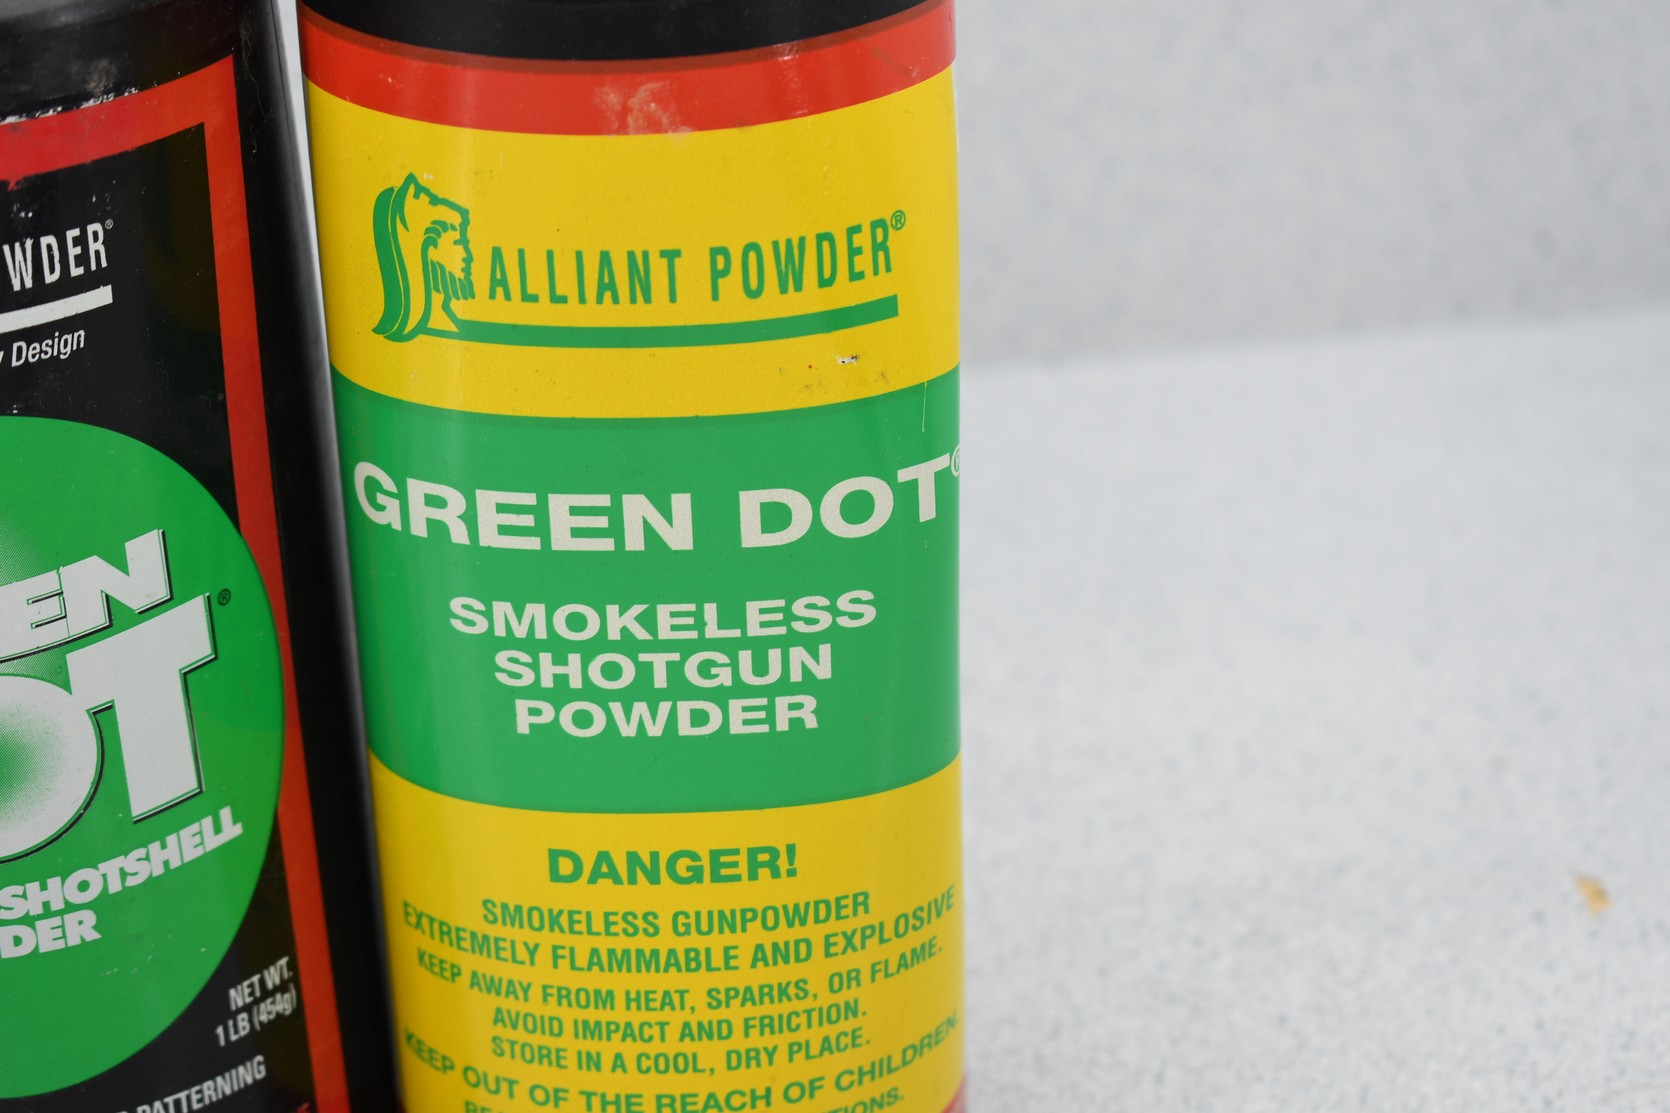 WDER®
Design
EN
OT®
SHOTSHELL
DER
NET WT.
1 LB (454g)
PATTERNING
ALLIANT POWDER®
GREEN DOT®
SMOKELESS
SHOTGUN
POWDER
DANGER!
SMOKELESS GUNPOWDER
EXTREMELY FLAMMABLE AND EXPLOSIVE
KEEP AWAY FROM HEAT, SPARKS, OR FLAME.
AVOID IMPACT AND FRICTION.
STORE IN A COOL, DRY PLACE.
KEEP OUT OF THE REACH OF CHILDREN.